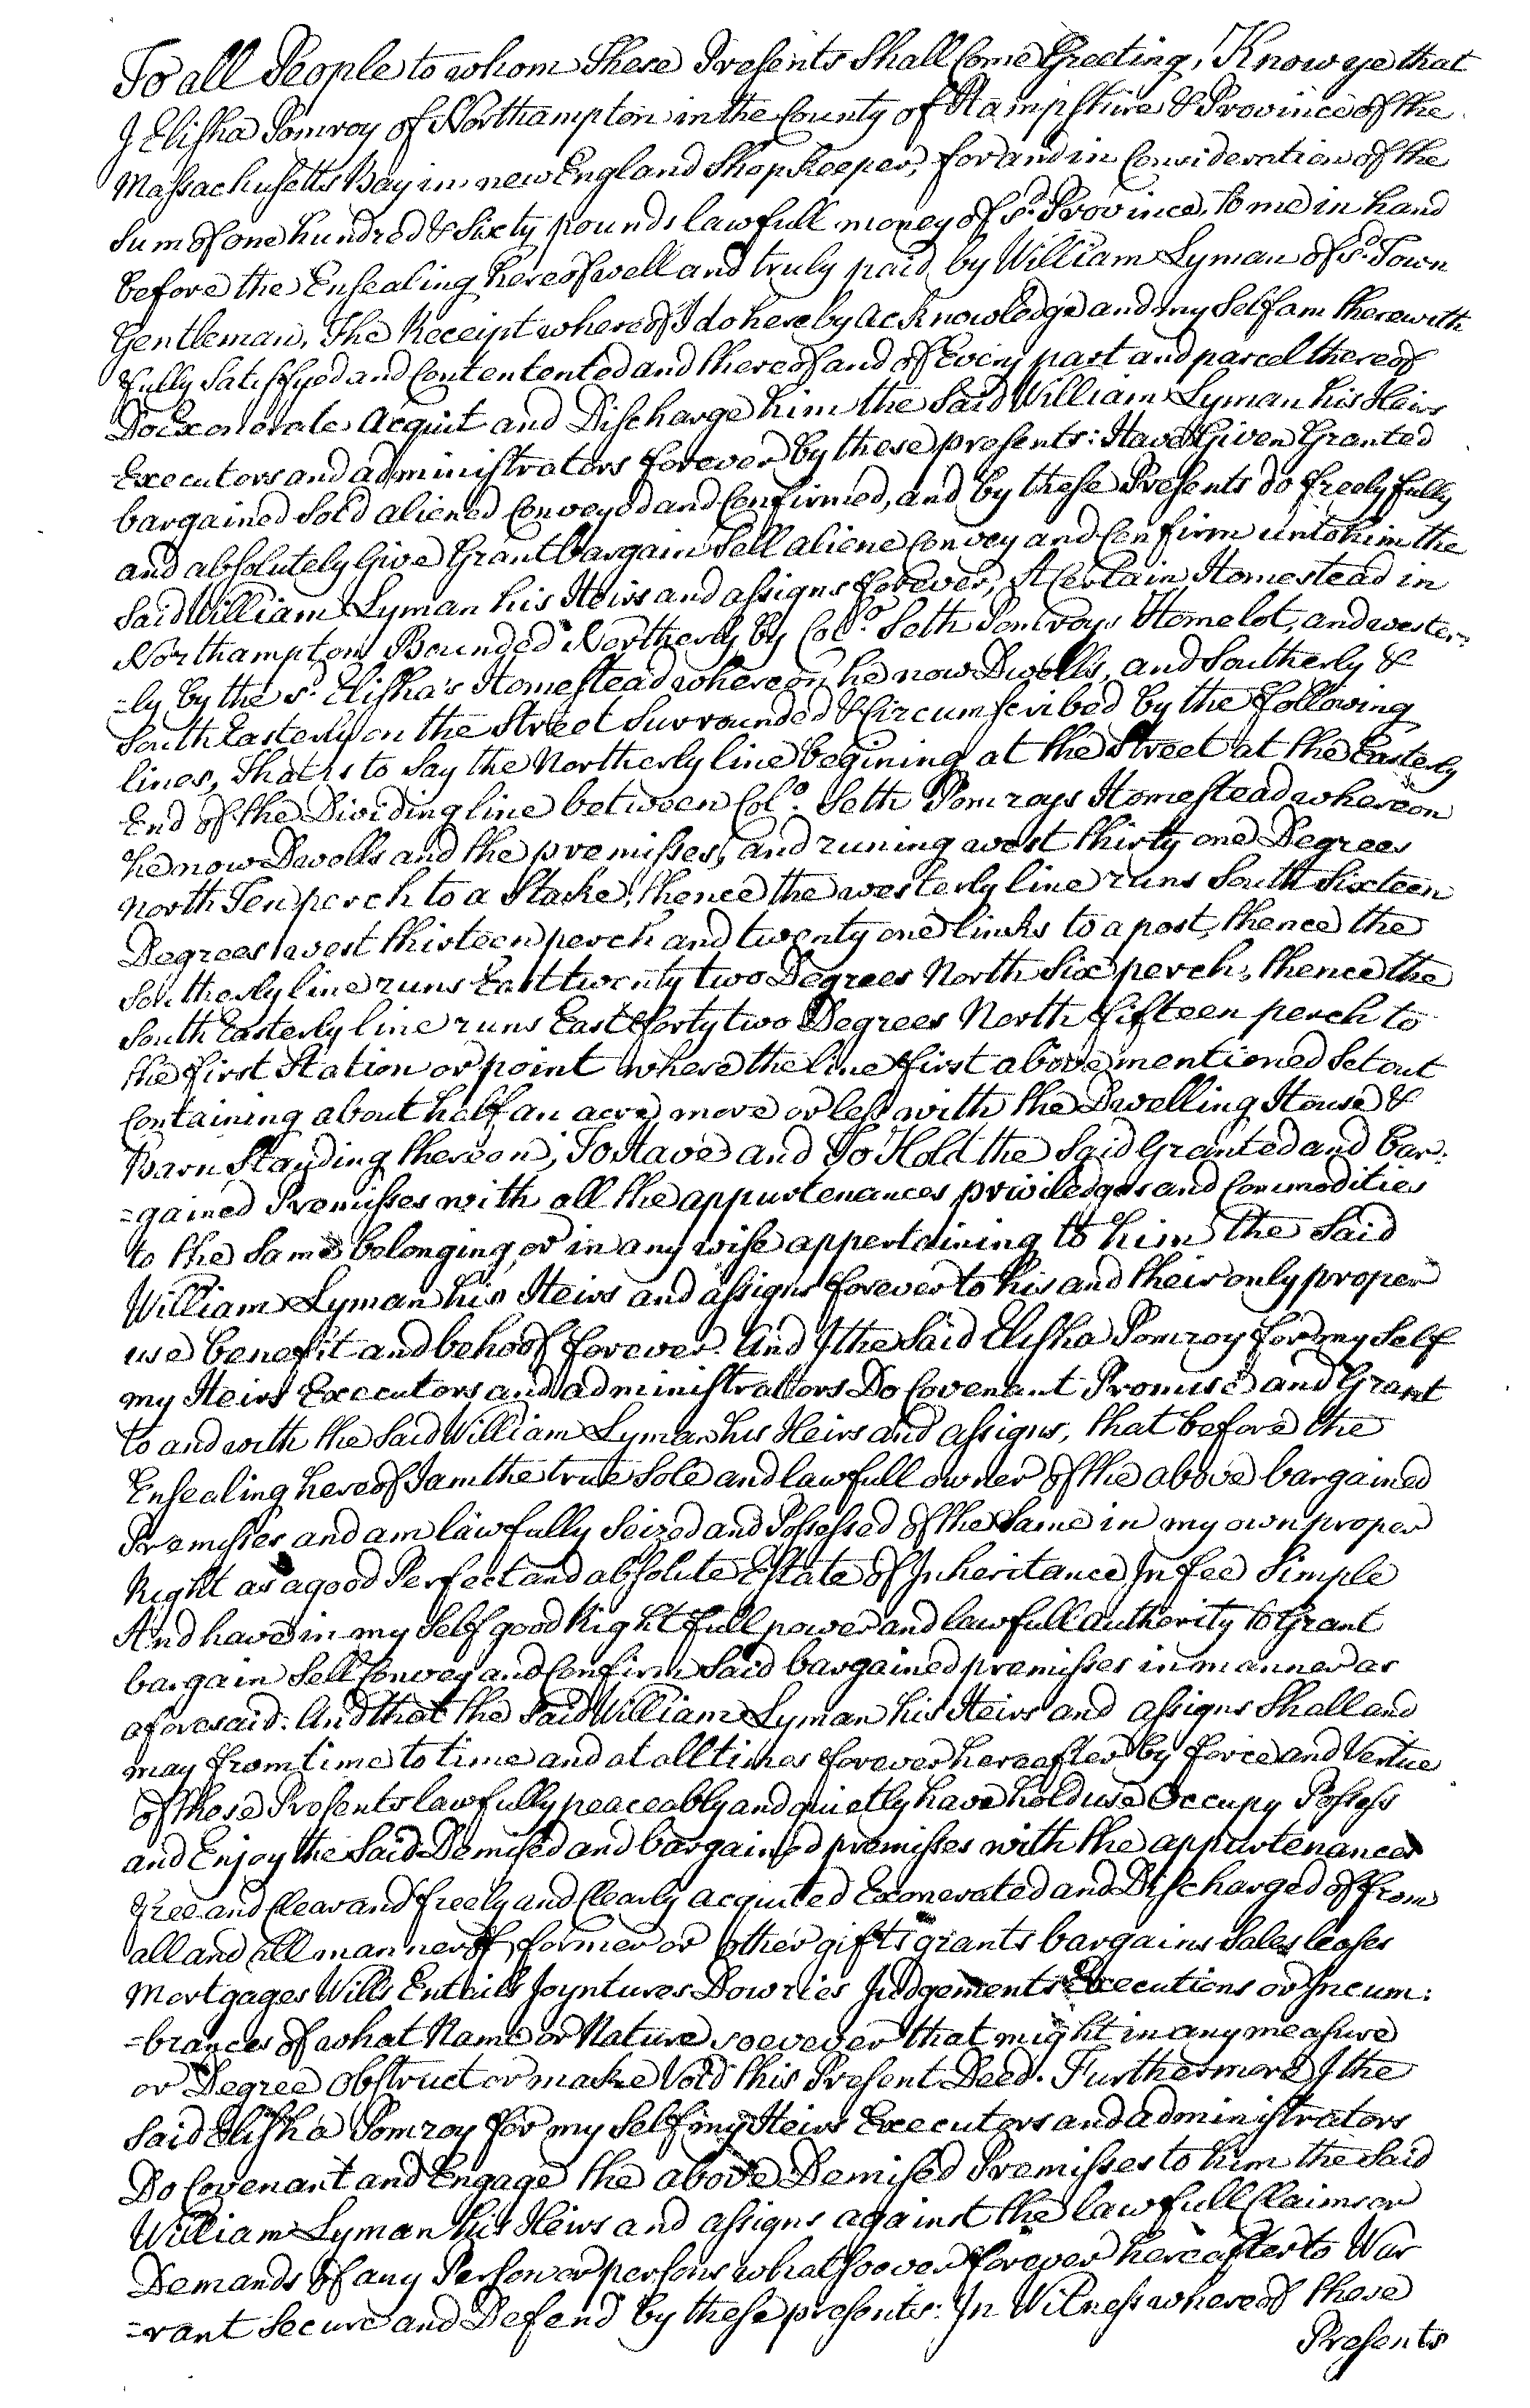 To all People to whom these Presents Shall Come Greeting, Know ye that
I Elisha Pomroy of Northampton in the County of Hampshire & Province of the
Massachusetts Bay in new England Shopkeeper, for and in Consideration of the
Sum of one hundred & Sixty pounds lawfull money of sd. Province, to me in hand
before the Ensealing hereof well and truly paid by William Lyman of sd. Town
Gentleman, The Receipt whereof I do hereby acknowledge and my Self am therewith
fully Satisfyed and Contentented and thereof and of Every part and parcel thereof
Do Exonerate Acquit and Discharge him the Said William Lyman his Heirs
Executors and administrators forever by these presents: Have Given Granted
bargained Sold aliened Conveyed and Confirmed, and by these Presents do freely fully
and absolutely Give Grant bargain Sell aliene Convey and Confirm unto him the
Said William Lyman his Heirs and assigns forever, A Certain Homestead in
Northampton Bounded Northerly by Colo. Seth Pomroys Homelot, and wester-
=ly by the sd. Elisha's Homestead whereon he now Dwells, and Southerly &
South Easterly on the Street Surrounded & Circumscribed by the following
lines, That is to Say the Northerly line begining at the Street at the Easterly
End of the Dividing line between Colo. Seth Pomroys Homestead whereon
he now Dwells and the premisses, and runing west thirty one Degrees
North Ten perch to a Stake, thence the westerly line runs South Sixteen
Degrees west thirteen perch and twenty one links to a post, thence the
Southerly line runs East twenty two Degrees North Six perch, thence the
South Easterly line runs East forty two Degrees North fifteen perch to
the first Station or point where the line first above mentioned Set out
Containing about half an acre more or less with the Dwelling House &
Barn Standing thereon, To Have and To Hold the Said Granted and bar:
=gained Premisses with all the appurtenances priviledges and Commodities
to the Same belonging or in any wise appertaining to him the Said
William Lyman his Heirs and assigns forever to his and their only proper
use benefit and behoof forever. And I the Said Elisha Pomroy for my Self
my Heirs Executors and administrators Do Covenant Promise and Grant
to and with the Said William Lyman his Heirs and assigns, that before the
Ensealing hereof I am the true Sole and lawfull owner of the above bargained
Premisses and am lawfully Seized and Possessed of the Same in my own proper
Right as a good Perfect and absolute Estate of Inheritance In fee Simple
And have in my Self good Right full power and lawfull authority to Grant
bargain Sell Convey and Confirm Said bargained premisses in manner as
aforesaid: And that the Said William Lyman his Heirs and assigns Shall and
may from time to time and at all times forever hereafter by force and Vertue
of these Presents lawfully peaceably and quietly have hold use Occupy Possess
and Enjoy the Said Demised and bargained premisses with the appurtenances
free and Clear and freely and Clearly acquited Exonerated and Discharged of from
all and all manner of former or other gifts grants bargains Sales leases
Mortgages Wills Entails Joyntures Dowries Judgements Executions or Incum:
=brances of what Name or Nature soevever that might in any measure
or Degree obstruct or make Void this Present Deed. Furthermore I the
Said Elisha Pomroy for my Self my Heirs Executors and administrators
Do Covenant and Engage the above Demised Premisses to him the Said
William Lyman his Heirs and assigns against the lawfull Claims or
Demands of any Person or persons whatsoever forever hereafter to War
=rant Secure and Defend by these presents: In Witness whereof these
Presents